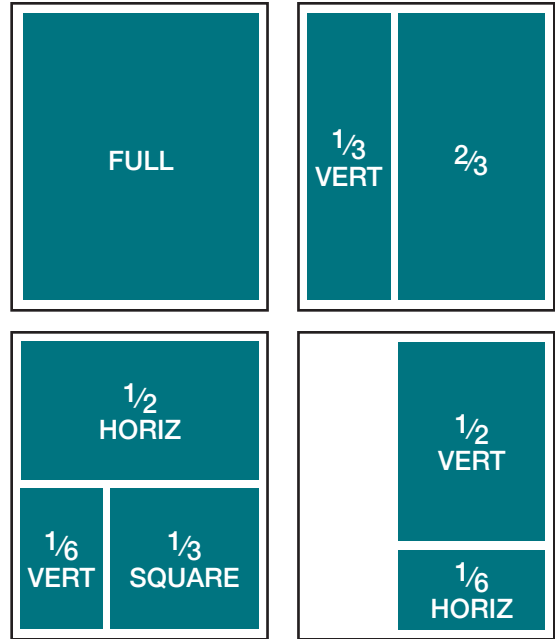 FULL
1/3
VERT
2/3
1/2
HORIZ
1/6
VERT
1/3
SQUARE
1/2
VERT
1/6
HORIZ